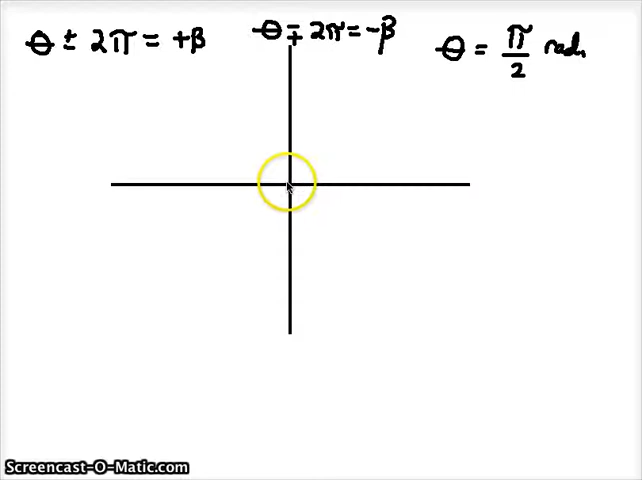 θ ± 2π = +β
θ ∓ 2π = -β
θ = π/2 rad.
Screencast-O-Matic.com